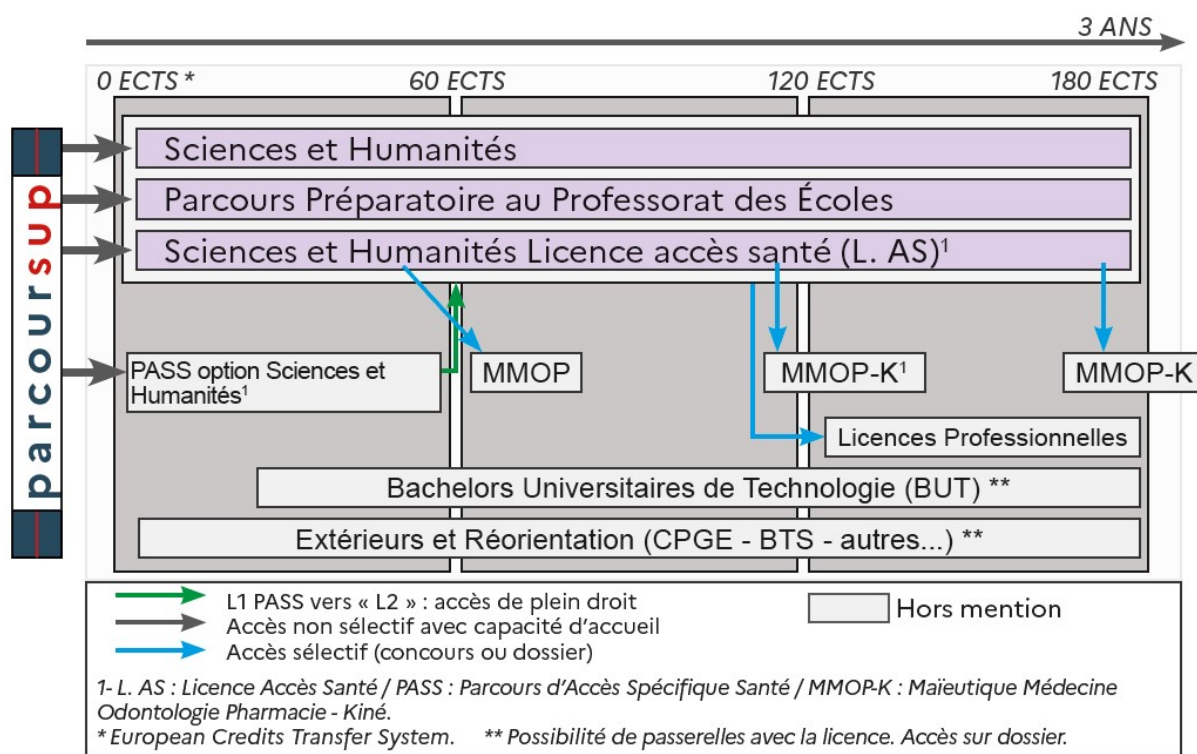 3 ANS
0 ECTS *
60 ECTS
120 ECTS
180 ECTS
parcoursup
Sciences et Humanités
Parcours Préparatoire au Professorat des Écoles
Sciences et Humanités Licence accès santé (L. AS)¹
PASS option Sciences et
Humanités¹
MMOP
MMOP-K¹
MMOP-K
Licences Professionnelles
Bachelors Universitaires de Technologie (BUT) **
Extérieurs et Réorientation (CPGE - BTS - autres...) **
L1 PASS vers « L2 » : accès de plein droit
Accès non sélectif avec capacité d'accueil
Accès sélectif (concours ou dossier)
Hors mention
1- L. AS : Licence Accès Santé / PASS : Parcours d'Accès Spécifique Santé / MMOP-K : Maïeutique Médecine
Odontologie Pharmacie - Kiné.
* European Credits Transfer System. ** Possibilité de passerelles avec la licence. Accès sur dossier.